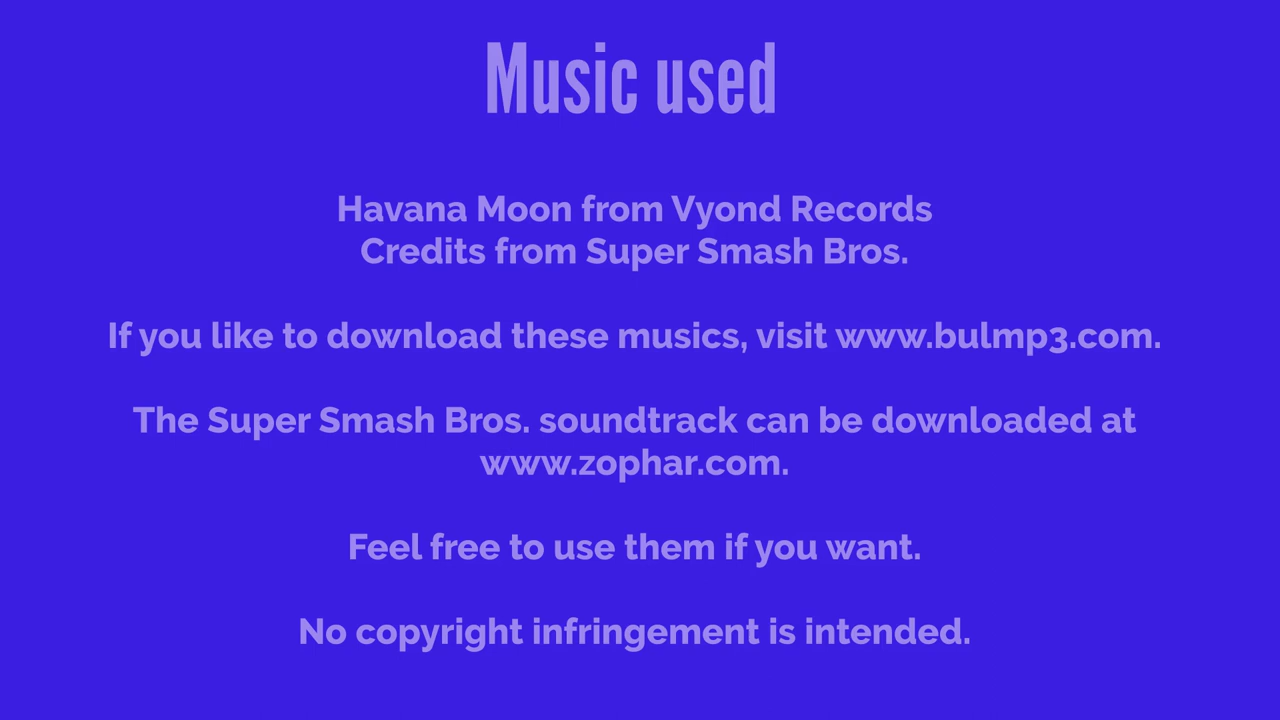 Music used
Havana Moon from Vyond Records
Credits from Super Smash Bros.
If you like to download these musics, visit www.bulmp3.com.
The Super Smash Bros. soundtrack can be downloaded at
www.zophar.com.
Feel free to use them if you want.
No copyright infringement is intended.